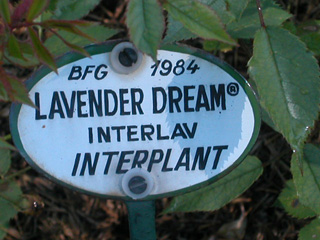 BFG 1984
LAVENDER DREAM®
INTERLAV
INTERPLANT